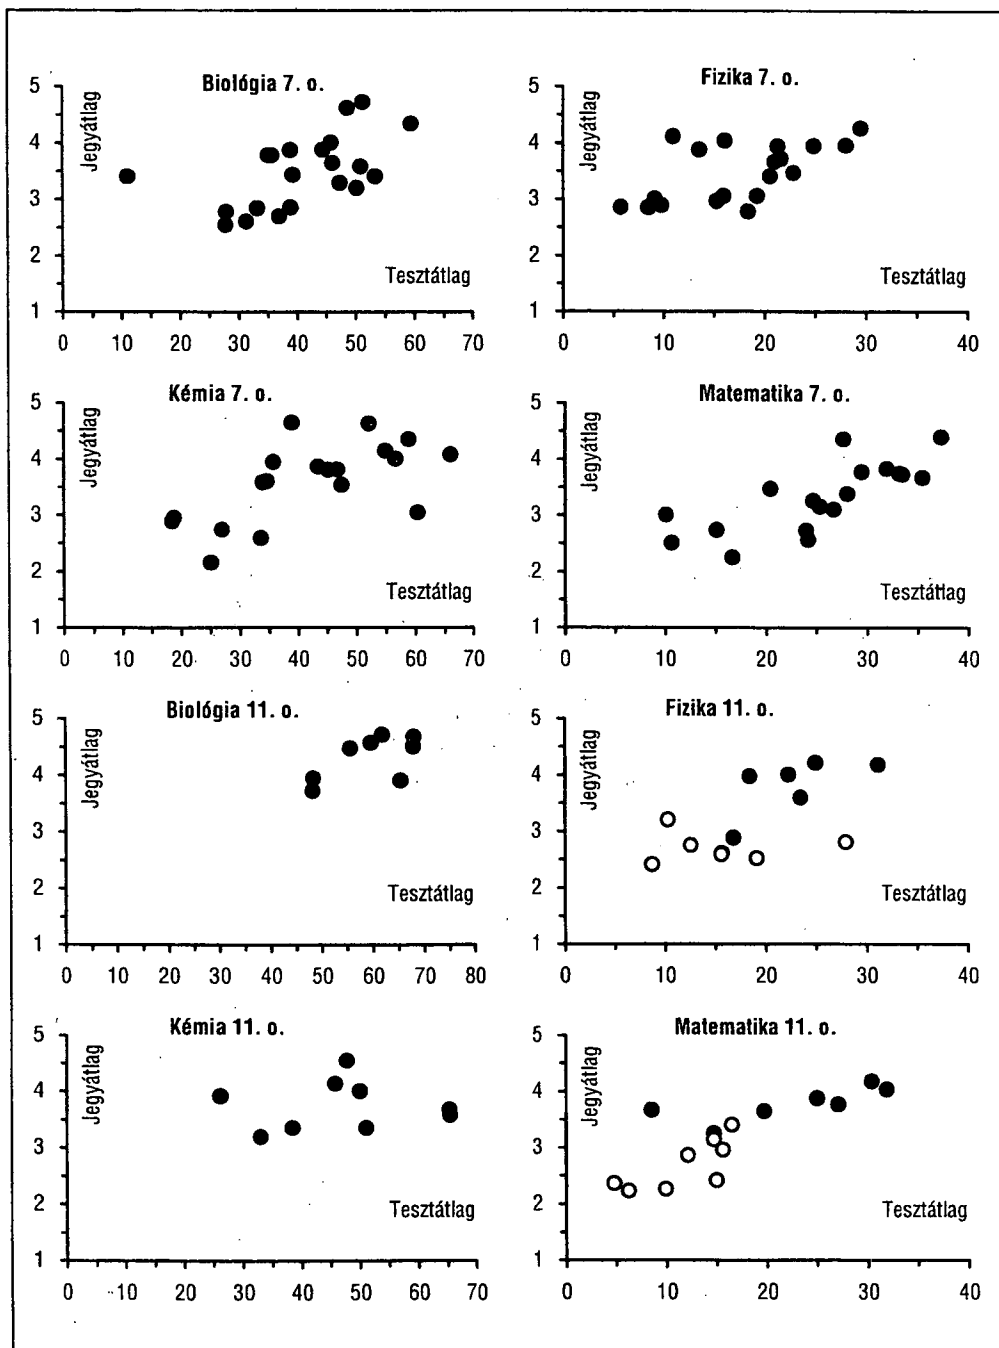 Biológia 7. o.
Jegyátlag
5
4
3
2
1
Tesztátlag
0 10 20 30 40 50 60 70
Fizika 7. o.
Jegyátlag
5
4
3
2
1
Tesztátlag
0 10 20 30 40
Kémia 7. o.
Jegyátlag
5
4
3
2
1
Tesztátlag
0 10 20 30 40 50 60 70
Matematika 7. o.
Jegyátlag
5
4
3
2
1
Tesztátlag
0 10 20 30 40
Biológia 11. o.
Jegyátlag
5
4
3
2
1
Tesztátlag
0 10 20 30 40 50 60 70 80
Fizika 11. o.
Jegyátlag
5
4
3
2
1
Tesztátlag
0 10 20 30 40
Kémia 11. o.
Jegyátlag
5
4
3
2
1
Tesztátlag
0 10 20 30 40 50 60 70
Matematika 11. o.
Jegyátlag
5
4
3
2
1
Tesztátlag
0 10 20 30 40